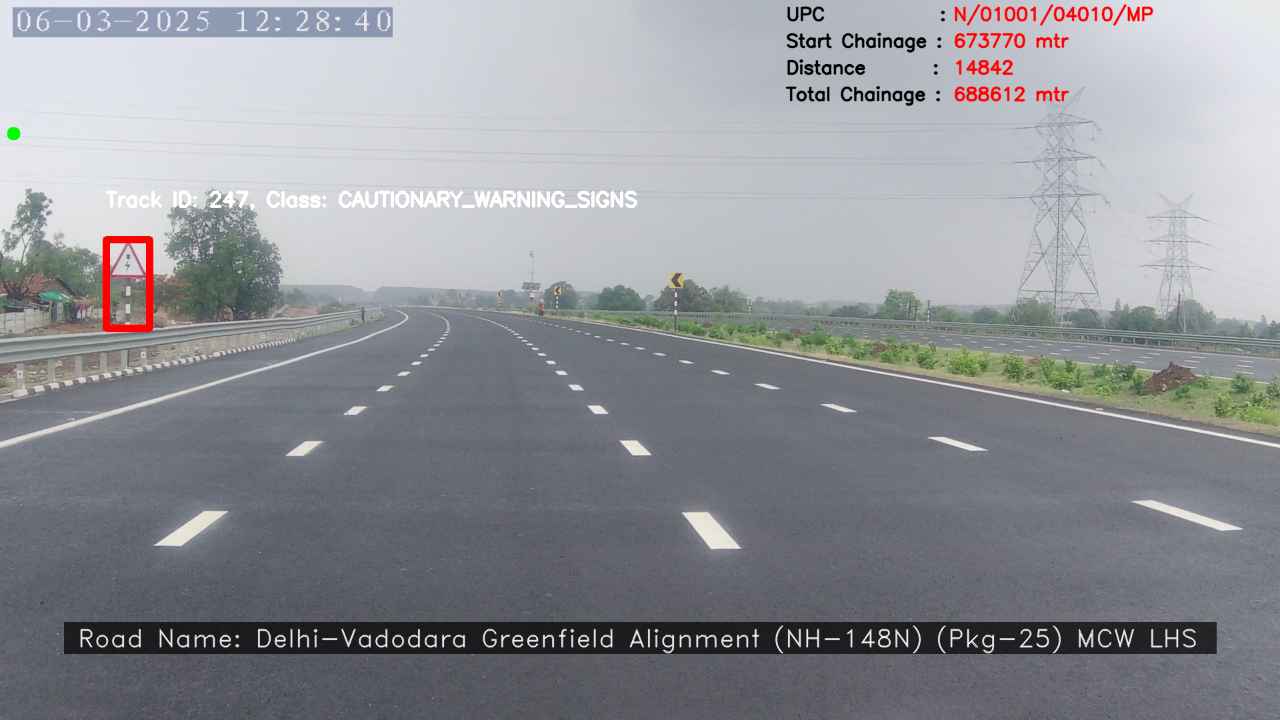 06-03-2025 12:28:40
UPC : N/01001/04010/MP
Start Chainage : 673770 mtr
Distance : 14842
Total Chainage : 688612 mtr
Track ID: 247, Class: CAUTIONARY_WARNING_SIGNS
Road Name: Delhi-Vadodara Greenfield Alignment (NH-148N) (Pkg-25) MCW LHS